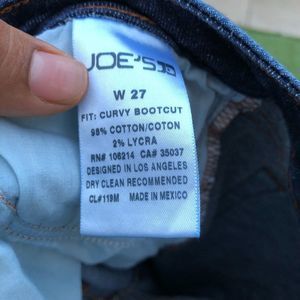 JOE'S
W 27
FIT: CURVY BOOTCUT
98% COTTON/COTON
2% LYCRA
RN# 106214 CA# 35037
DESIGNED IN LOS ANGELES
DRY CLEAN RECOMMENDED
CL#119M MADE IN MEXICO